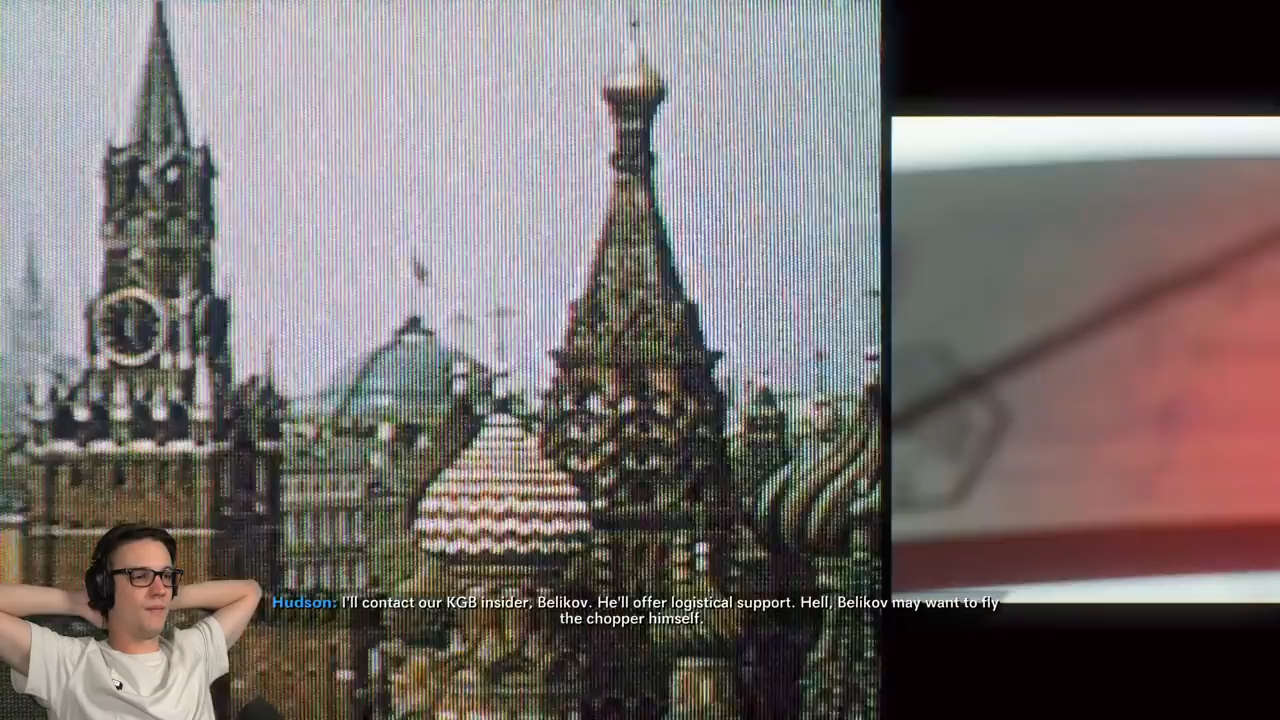 Hudson: I'll contact our KGB insider, Belikov. He'll offer logistical support. Hell, Belikov may want to fly
the chopper himself.